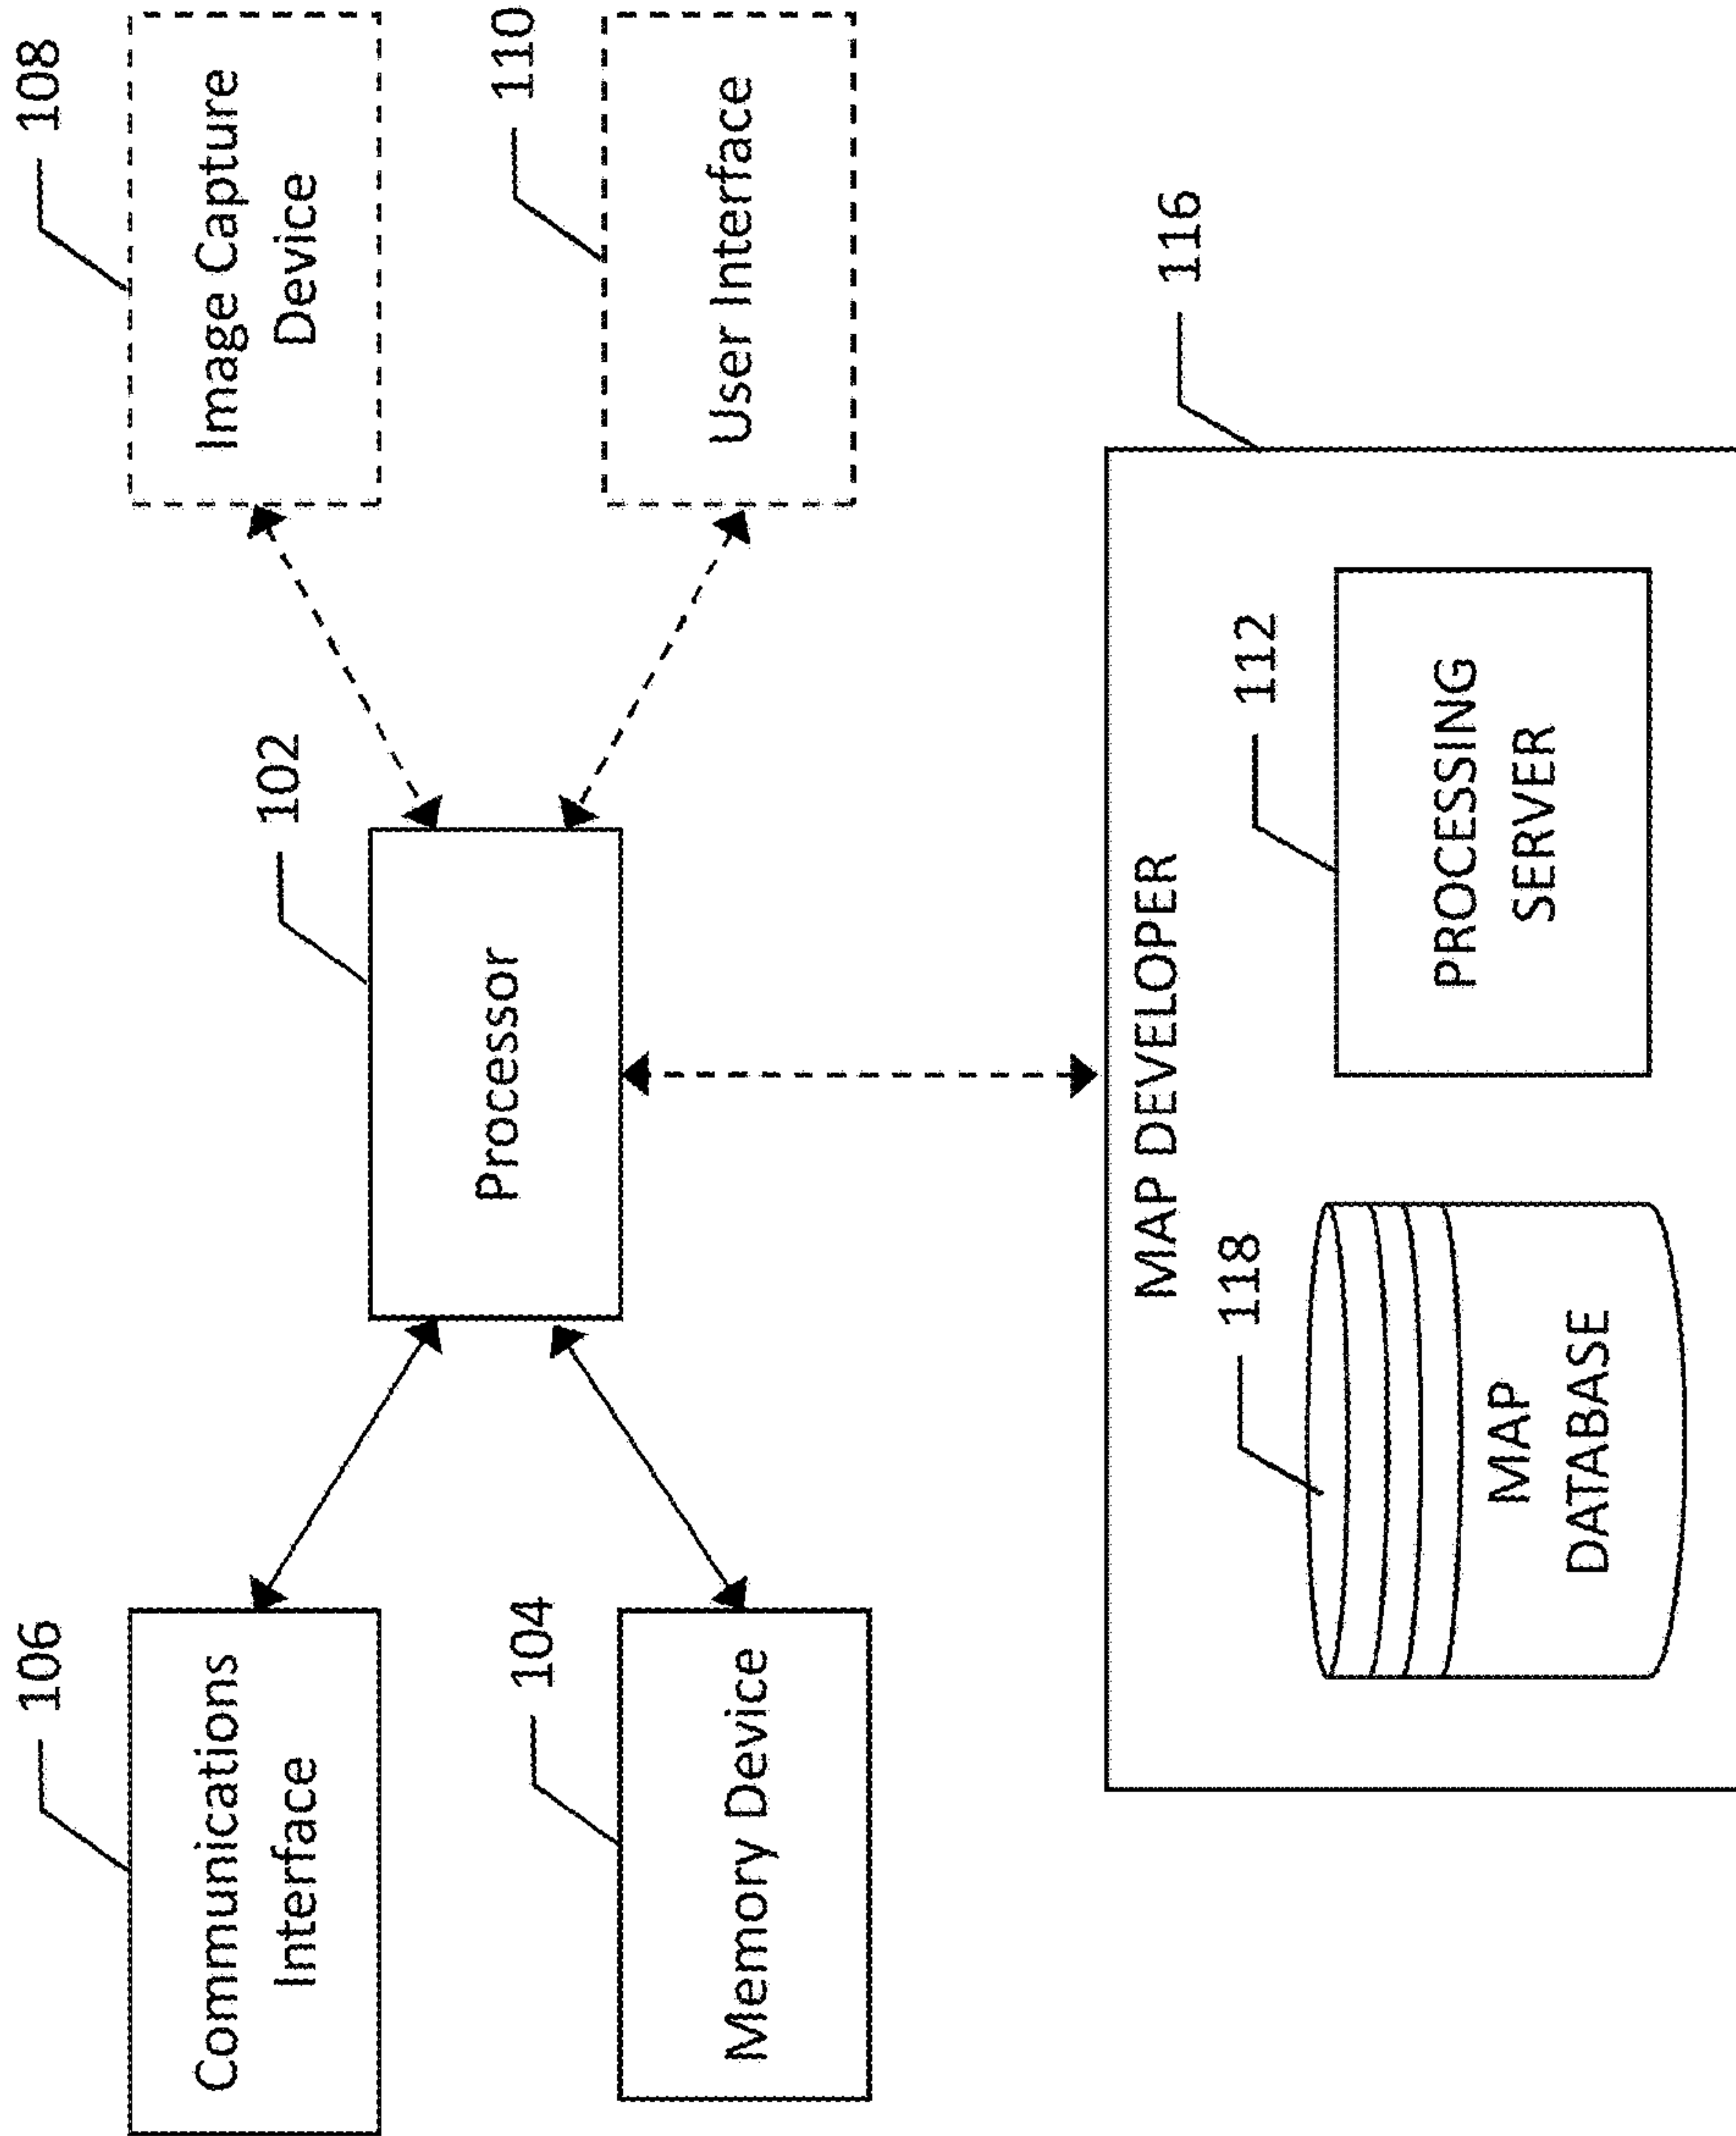 106
Communications
Interface
104
Memory Device
102
Processor
108
Image Capture
Device
110
User Interface
116
MAP DEVELOPER
118
MAP
DATABASE
112
PROCESSING
SERVER